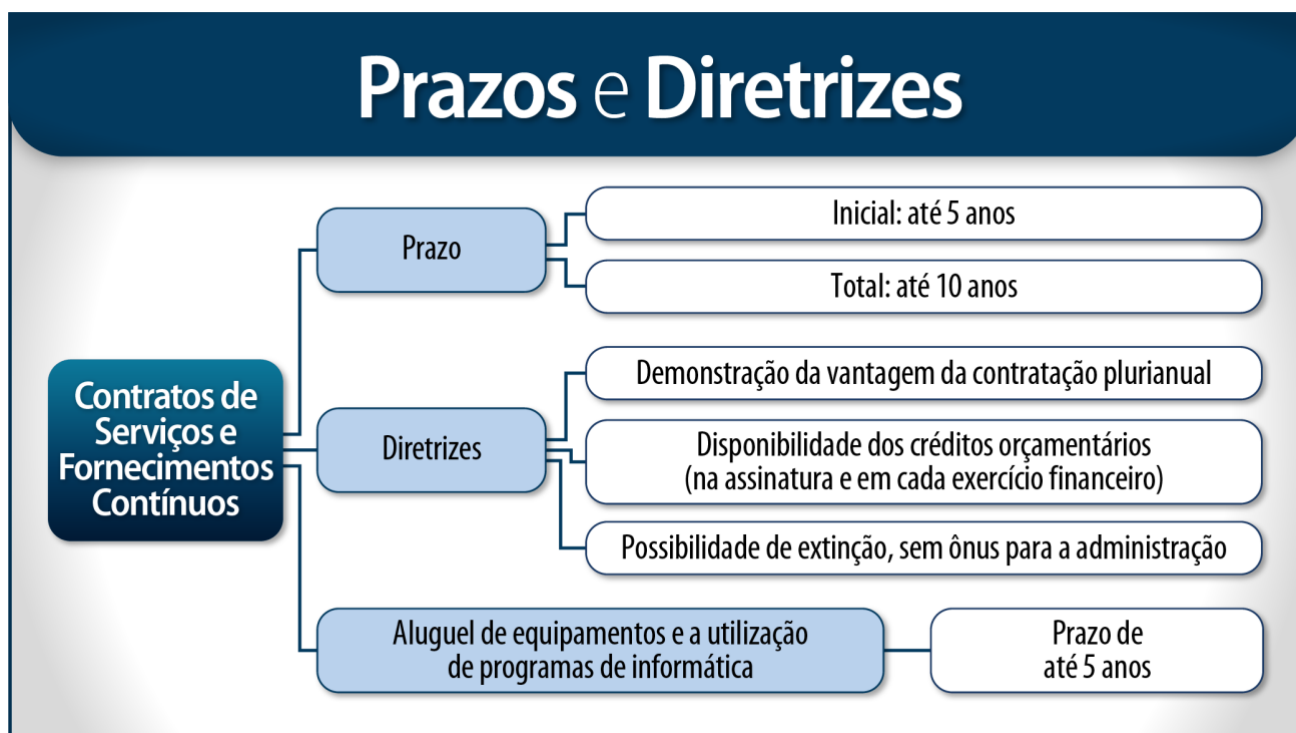 Prazos e Diretrizes
Contratos de
Serviços e
Fornecimentos
Contínuos
Prazo
Inicial: até 5 anos
Total: até 10 anos
Diretrizes
Demonstração da vantagem da contratação plurianual
Disponibilidade dos créditos orçamentários
(na assinatura e em cada exercício financeiro)
Possibilidade de extinção, sem ônus para a administração
Aluguel de equipamentos e a utilização
de programas de informática
Prazo de
até 5 anos